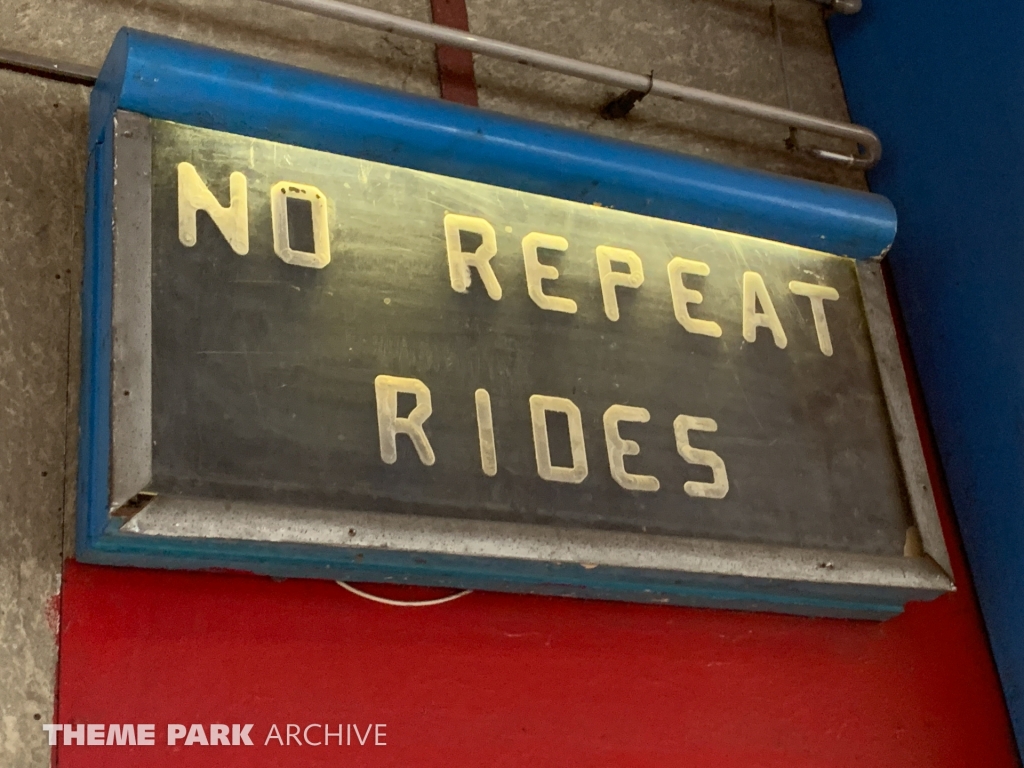 NO REPEAT
RIDES
THEME PARK ARCHIVE